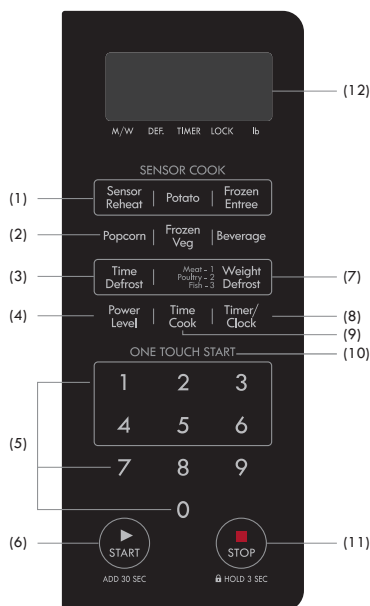 (12)
M/W DEF. TIMER LOCK lb
SENSOR COOK
(1) Sensor Reheat | Potato | Frozen Entree
(2) Popcorn | Frozen Veg | Beverage
(3) Time Defrost | Meat - 1 Poultry - 2 Fish - 3 Weight Defrost (7)
(4) Power Level | Time Cook | Timer/ Clock (8)
(9)
ONE TOUCH START (10)
1 2 3
4 5 6
(5)
7 8 9
0
(6) START STOP (11)
ADD 30 SEC HOLD 3 SEC